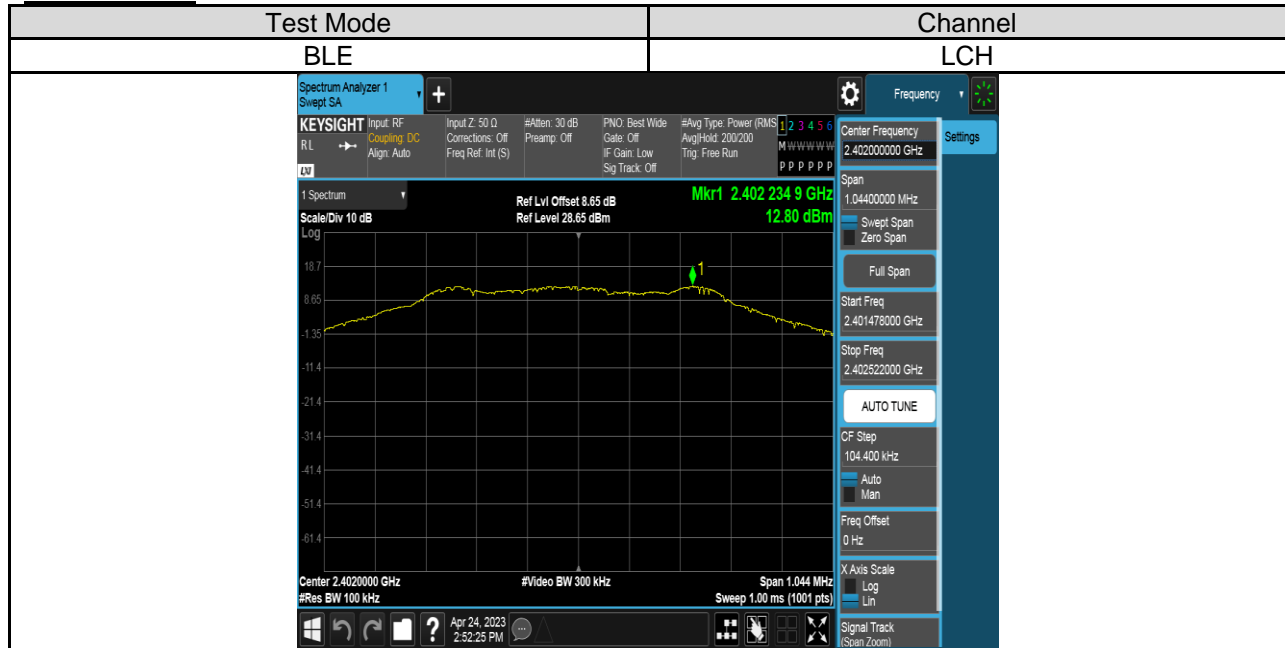 Test Mode Channel
BLE LCH
Spectrum Analyzer 1
Swept SA
Frequency
KEYSIGHT Input: RF Input Z: 50 Ω #Atten: 30 dB PNO: Best Wide #Avg Type: Power (RMS 1 2 3 4 5 6
RL Coupling: DC Corrections: Off Preamp: Off Gate: Off Avg|Hold: 200/200 M W W W W W
Align: Auto Freq Ref: Int (S) IF Gain: Low Trig: Free Run
LXI Sig Track: Off P P P P P P
1 Spectrum
Ref Lvl Offset 8.65 dB Mkr1 2.402 234 9 GHz
Scale/Div 10 dB Ref Level 28.65 dBm 12.80 dBm
Log
1
18.7
8.65
-1.35
-11.4
-21.4
-31.4
-41.4
-51.4
-61.4
Center 2.4020000 GHz #Video BW 300 kHz Span 1.044 MHz
#Res BW 100 kHz Sweep 1.00 ms (1001 pts)
? Apr 24, 2023
2:52:25 PM
Center Frequency
2.402000000 GHz
Settings
Span
1.04400000 MHz
Swept Span
Zero Span
Full Span
Start Freq
2.401478000 GHz
Stop Freq
2.402522000 GHz
AUTO TUNE
CF Step
104.400 kHz
Auto
Man
Freq Offset
0 Hz
X Axis Scale
Log
Lin
Signal Track
(Span Zoom)